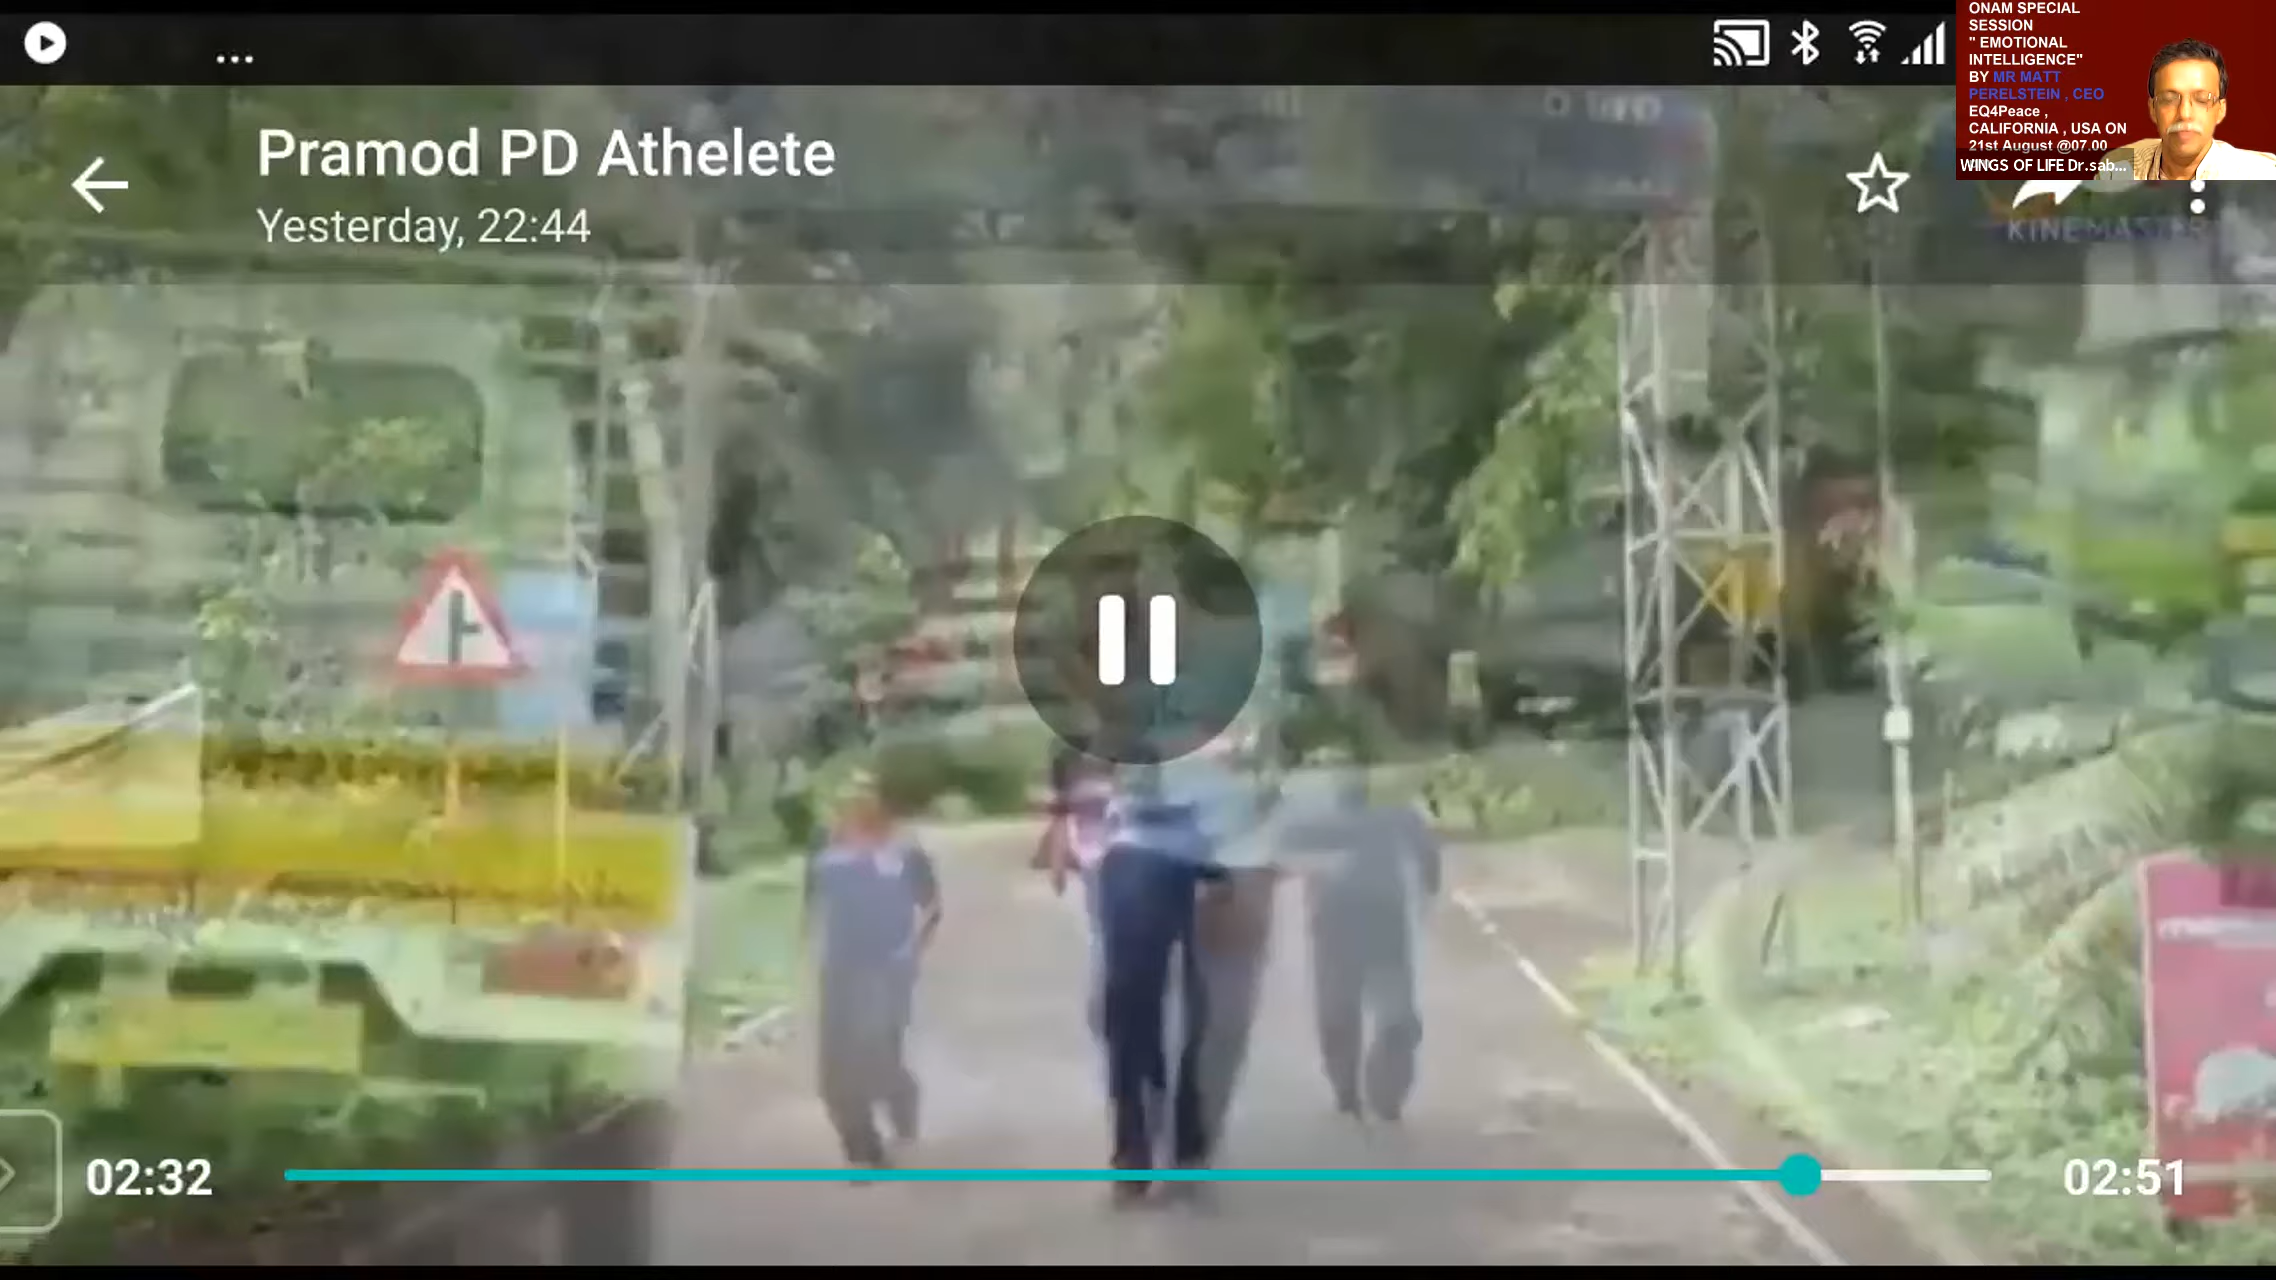 ...
Pramod PD Athelete
Yesterday, 22:44
ONAM SPECIAL
SESSION
" EMOTIONAL
INTELLIGENCE"
BY MR MATT
PERELSTEIN , CEO
EQ4Peace ,
CALIFORNIA , USA ON
21st August @07.00
WINGS OF LIFE Dr.sab...
KINEMASTER
02:32
02:51